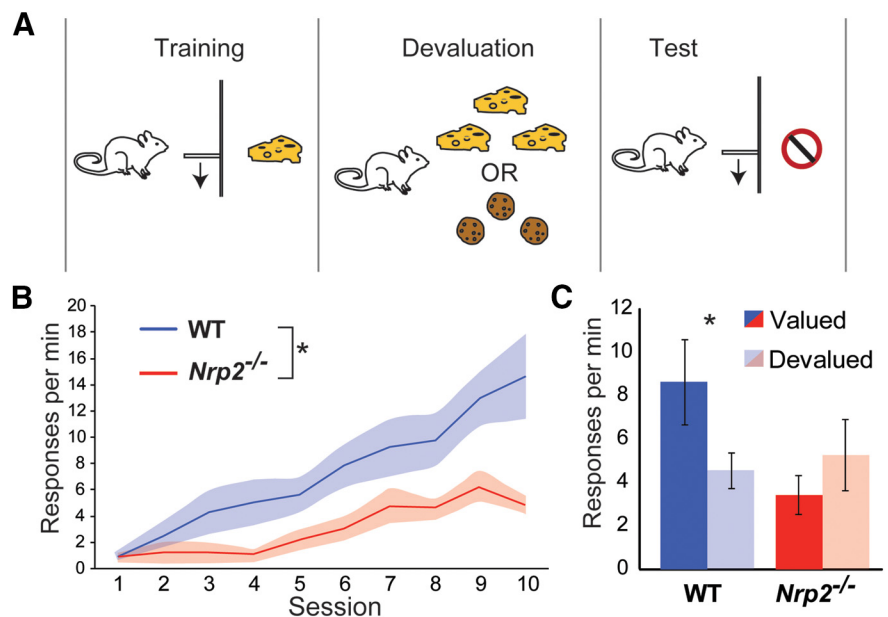 A
Training
Devaluation
Test
OR
B
Responses per min
20
18
16
14
12
10
8
6
4
2
0
WT
Nrp2-/-
*
1 2 3 4 5 6 7 8 9 10
Session
C
Responses per min
12
10
8
6
4
2
0
*
Valued
Devalued
WT
Nrp2-/-